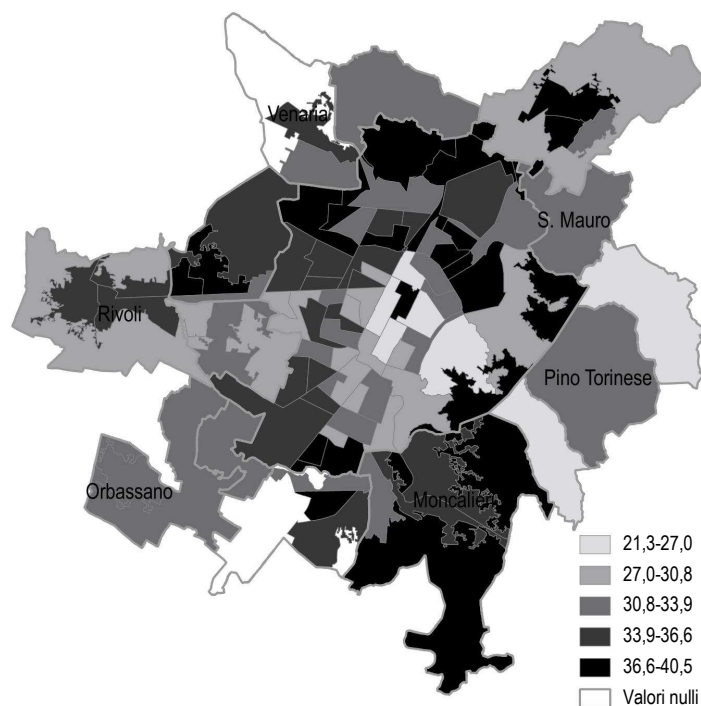 Venaria
S. Mauro
Rivoli
Pino Torinese
Orbassano
Moncalieri
21,3-27,0
27,0-30,8
30,8-33,9
33,9-36,6
36,6-40,5
Valori nulli